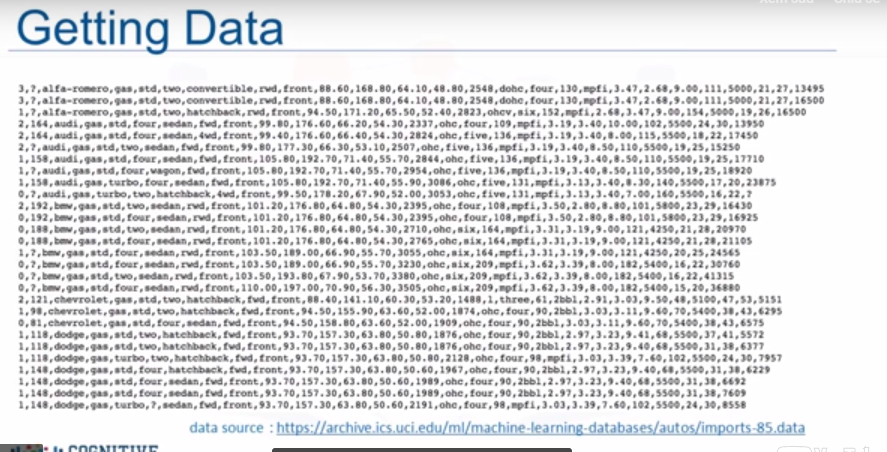 Getting Data
3,?,alfa-romero,gas,std,two,convertible,rwd,front,88.60,168.80,64.10,48.80,2548,dohc,four,130,mpfi,3.47,2.68,9.00,111,5000,21,27,13495
3,?,alfa-romero,gas,std,two,convertible,rwd,front,88.60,168.80,64.10,48.80,2548,dohc,four,130,mpfi,3.47,2.68,9.00,111,5000,21,27,16500
1,?,alfa-romero,gas,std,two,hatchback,rwd,front,94.50,171.20,65.50,52.40,2823,ohcv,six,152,mpfi,2.68,3.47,9.00,154,5000,19,26,16500
2,164,audi,gas,std,four,sedan,fwd,front,99.80,176.60,66.20,54.30,2337,ohc,four,109,mpfi,3.19,3.40,10.00,102,5500,24,30,13950
2,164,audi,gas,std,four,sedan,4wd,front,99.40,176.60,66.40,54.30,2824,ohc,five,136,mpfi,3.19,3.40,8.00,115,5500,18,22,17450
2,?,audi,gas,std,two,sedan,fwd,front,99.80,177.30,66.30,53.10,2507,ohc,five,136,mpfi,3.19,3.40,8.50,110,5500,19,25,15250
1,158,audi,gas,std,four,sedan,fwd,front,105.80,192.70,71.40,55.70,2844,ohc,five,136,mpfi,3.19,3.40,8.50,110,5500,19,25,17710
1,?,audi,gas,std,four,wagon,fwd,front,105.80,192.70,71.40,55.70,2954,ohc,five,136,mpfi,3.19,3.40,8.50,110,5500,19,25,18920
1,158,audi,gas,turbo,four,sedan,fwd,front,105.80,192.70,71.40,55.90,3086,ohc,five,131,mpfi,3.13,3.40,8.30,140,5500,17,20,23875
0,?,audi,gas,turbo,two,hatchback,4wd,front,99.50,178.20,67.90,52.00,3053,ohc,five,131,mpfi,3.13,3.40,7.00,160,5500,16,22,?
2,192,bmw,gas,std,two,sedan,rwd,front,101.20,176.80,64.80,54.30,2395,ohc,four,108,mpfi,3.50,2.80,8.80,101,5800,23,29,16430
0,192,bmw,gas,std,four,sedan,rwd,front,101.20,176.80,64.80,54.30,2395,ohc,four,108,mpfi,3.50,2.80,8.80,101,5800,23,29,16925
0,188,bmw,gas,std,two,sedan,rwd,front,101.20,176.80,64.80,54.30,2710,ohc,six,164,mpfi,3.31,3.19,9.00,121,4250,21,28,20970
0,188,bmw,gas,std,four,sedan,rwd,front,101.20,176.80,64.80,54.30,2765,ohc,six,164,mpfi,3.31,3.19,9.00,121,4250,21,28,21105
1,?,bmw,gas,std,four,sedan,rwd,front,103.50,189.00,66.90,55.70,3055,ohc,six,164,mpfi,3.31,3.19,9.00,121,4250,20,25,24565
0,?,bmw,gas,std,four,sedan,rwd,front,103.50,189.00,66.90,55.70,3230,ohc,six,209,mpfi,3.62,3.39,8.00,182,5400,16,22,30760
0,?,bmw,gas,std,two,sedan,rwd,front,103.50,193.80,67.90,53.70,3380,ohc,six,209,mpfi,3.62,3.39,8.00,182,5400,16,22,41315
0,?,bmw,gas,std,four,sedan,rwd,front,110.00,197.00,70.90,56.30,3505,ohc,six,209,mpfi,3.62,3.39,8.00,182,5400,15,20,36880
2,121,chevrolet,gas,std,two,hatchback,fwd,front,88.40,141.10,60.30,53.20,1488,l,three,61,2bbl,2.91,3.03,9.50,48,5100,47,53,5151
1,98,chevrolet,gas,std,two,hatchback,fwd,front,94.50,155.90,63.60,52.00,1874,ohc,four,90,2bbl,3.03,3.11,9.60,70,5400,38,43,6295
0,81,chevrolet,gas,std,four,sedan,fwd,front,94.50,158.80,63.60,52.00,1909,ohc,four,90,2bbl,3.03,3.11,9.60,70,5400,38,43,6575
1,118,dodge,gas,std,two,hatchback,fwd,front,93.70,157.30,63.80,50.80,1876,ohc,four,90,2bbl,2.97,3.23,9.41,68,5500,37,41,5572
1,118,dodge,gas,std,two,hatchback,fwd,front,93.70,157.30,63.80,50.80,1876,ohc,four,90,2bbl,2.97,3.23,9.40,68,5500,31,38,6377
1,118,dodge,gas,turbo,two,hatchback,fwd,front,93.70,157.30,63.80,50.80,2128,ohc,four,98,mpfi,3.03,3.39,7.60,102,5500,24,30,7957
1,148,dodge,gas,std,four,hatchback,fwd,front,93.70,157.30,63.80,50.60,1967,ohc,four,90,2bbl,2.97,3.23,9.40,68,5500,31,38,6229
1,148,dodge,gas,std,four,sedan,fwd,front,93.70,157.30,63.80,50.60,1989,ohc,four,90,2bbl,2.97,3.23,9.40,68,5500,31,38,6692
1,148,dodge,gas,std,four,sedan,fwd,front,93.70,157.30,63.80,50.60,1989,ohc,four,90,2bbl,2.97,3.23,9.40,68,5500,31,38,7609
1,148,dodge,gas,turbo,?,sedan,fwd,front,93.70,157.30,63.80,50.60,2191,ohc,four,98,mpfi,3.03,3.39,7.60,102,5500,24,30,8558
data source : https://archive.ics.uci.edu/ml/machine-learning-databases/autos/imports-85.data
COGNITIVE